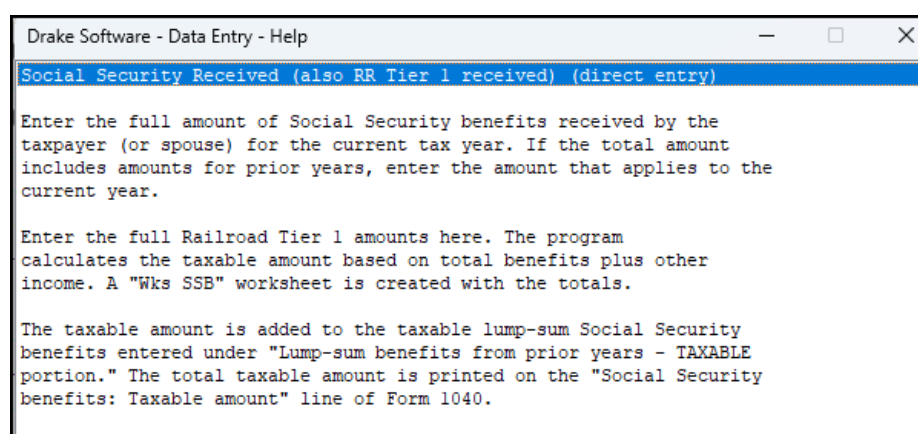 Drake Software - Data Entry - Help
Social Security Received (also RR Tier 1 received) (direct entry)
Enter the full amount of Social Security benefits received by the
taxpayer (or spouse) for the current tax year. If the total amount
includes amounts for prior years, enter the amount that applies to the
current year.
Enter the full Railroad Tier 1 amounts here. The program
calculates the taxable amount based on total benefits plus other
income. A "Wks SSB" worksheet is created with the totals.
The taxable amount is added to the taxable lump-sum Social Security
benefits entered under "Lump-sum benefits from prior years - TAXABLE
portion." The total taxable amount is printed on the "Social Security
benefits: Taxable amount" line of Form 1040.